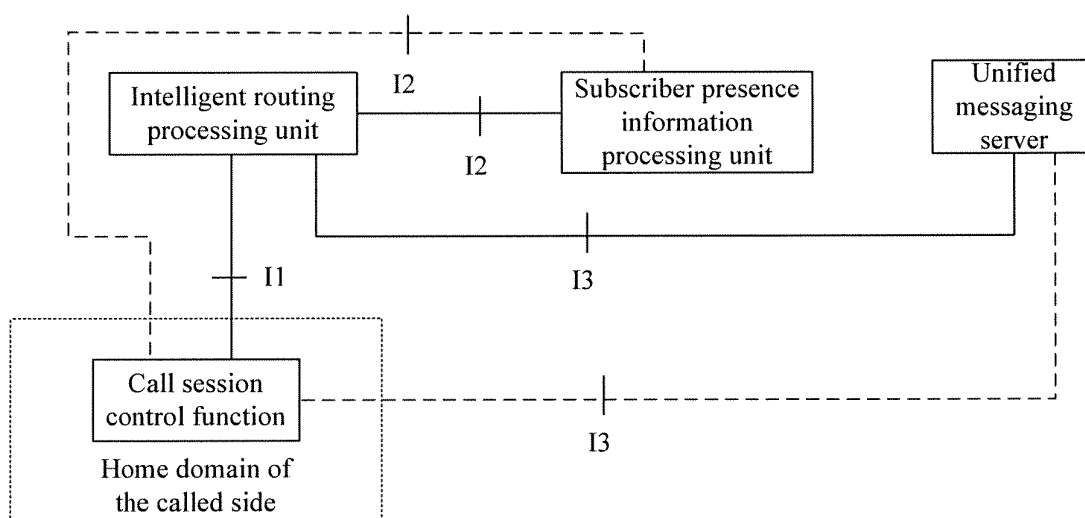 I2
Intelligent routing
processing unit
I2
Subscriber presence
information
processing unit
Unified
messaging
server
I3
I1
Call session
control function
I3
Home domain of
the called side